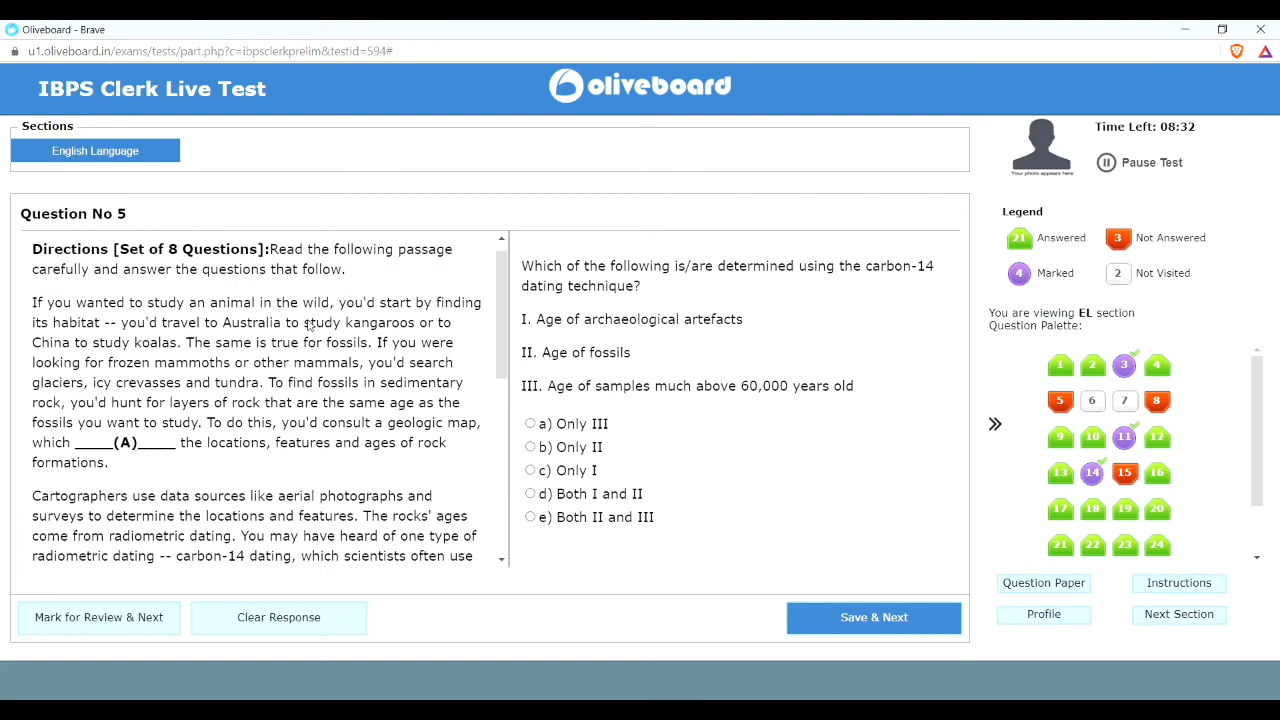 Oliveboard - Brave
u1.oliveboard.in/exams/tests/part.php?c=ibpsclerkprelim&testid=594#
IBPS Clerk Live Test
oliveboard
Sections
English Language
Time Left: 08:32
Your photo appears here
Pause Test
Question No 5
Directions [Set of 8 Questions]:Read the following passage
carefully and answer the questions that follow.
If you wanted to study an animal in the wild, you'd start by finding
its habitat -- you'd travel to Australia to study kangaroos or to
China to study koalas. The same is true for fossils. If you were
looking for frozen mammoths or other mammals, you'd search
glaciers, icy crevasses and tundra. To find fossils in sedimentary
rock, you'd hunt for layers of rock that are the same age as the
fossils you want to study. To do this, you'd consult a geologic map,
which _____(A)_____ the locations, features and ages of rock
formations.
Cartographers use data sources like aerial photographs and
surveys to determine the locations and features. The rocks' ages
come from radiometric dating. You may have heard of one type of
radiometric dating -- carbon-14 dating, which scientists often use
Which of the following is/are determined using the carbon-14
dating technique?
I. Age of archaeological artefacts
II. Age of fossils
III. Age of samples much above 60,000 years old
a) Only III
b) Only II
c) Only I
d) Both I and II
e) Both II and III
Legend
21 Answered 3 Not Answered
4 Marked 2 Not Visited
You are viewing EL section
Question Palette:
1 2 3 4
5 6 7 8
9 10 11 12
13 14 15 16
17 18 19 20
21 22 23 24
Question Paper Instructions
Profile Next Section
Mark for Review & Next Clear Response Save & Next